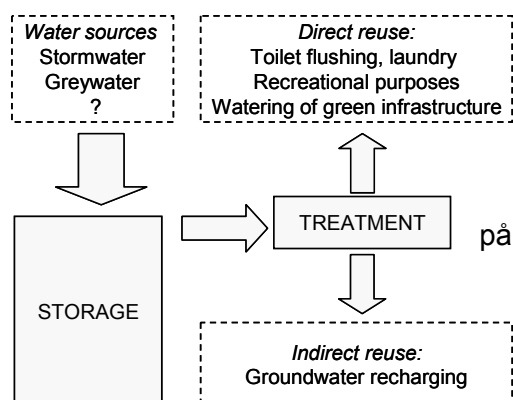 Water sources
Stormwater
Greywater
?
Direct reuse:
Toilet flushing, laundry
Recreational purposes
Watering of green infrastructure
STORAGE
TREATMENT
på
Indirect reuse:
Groundwater recharging